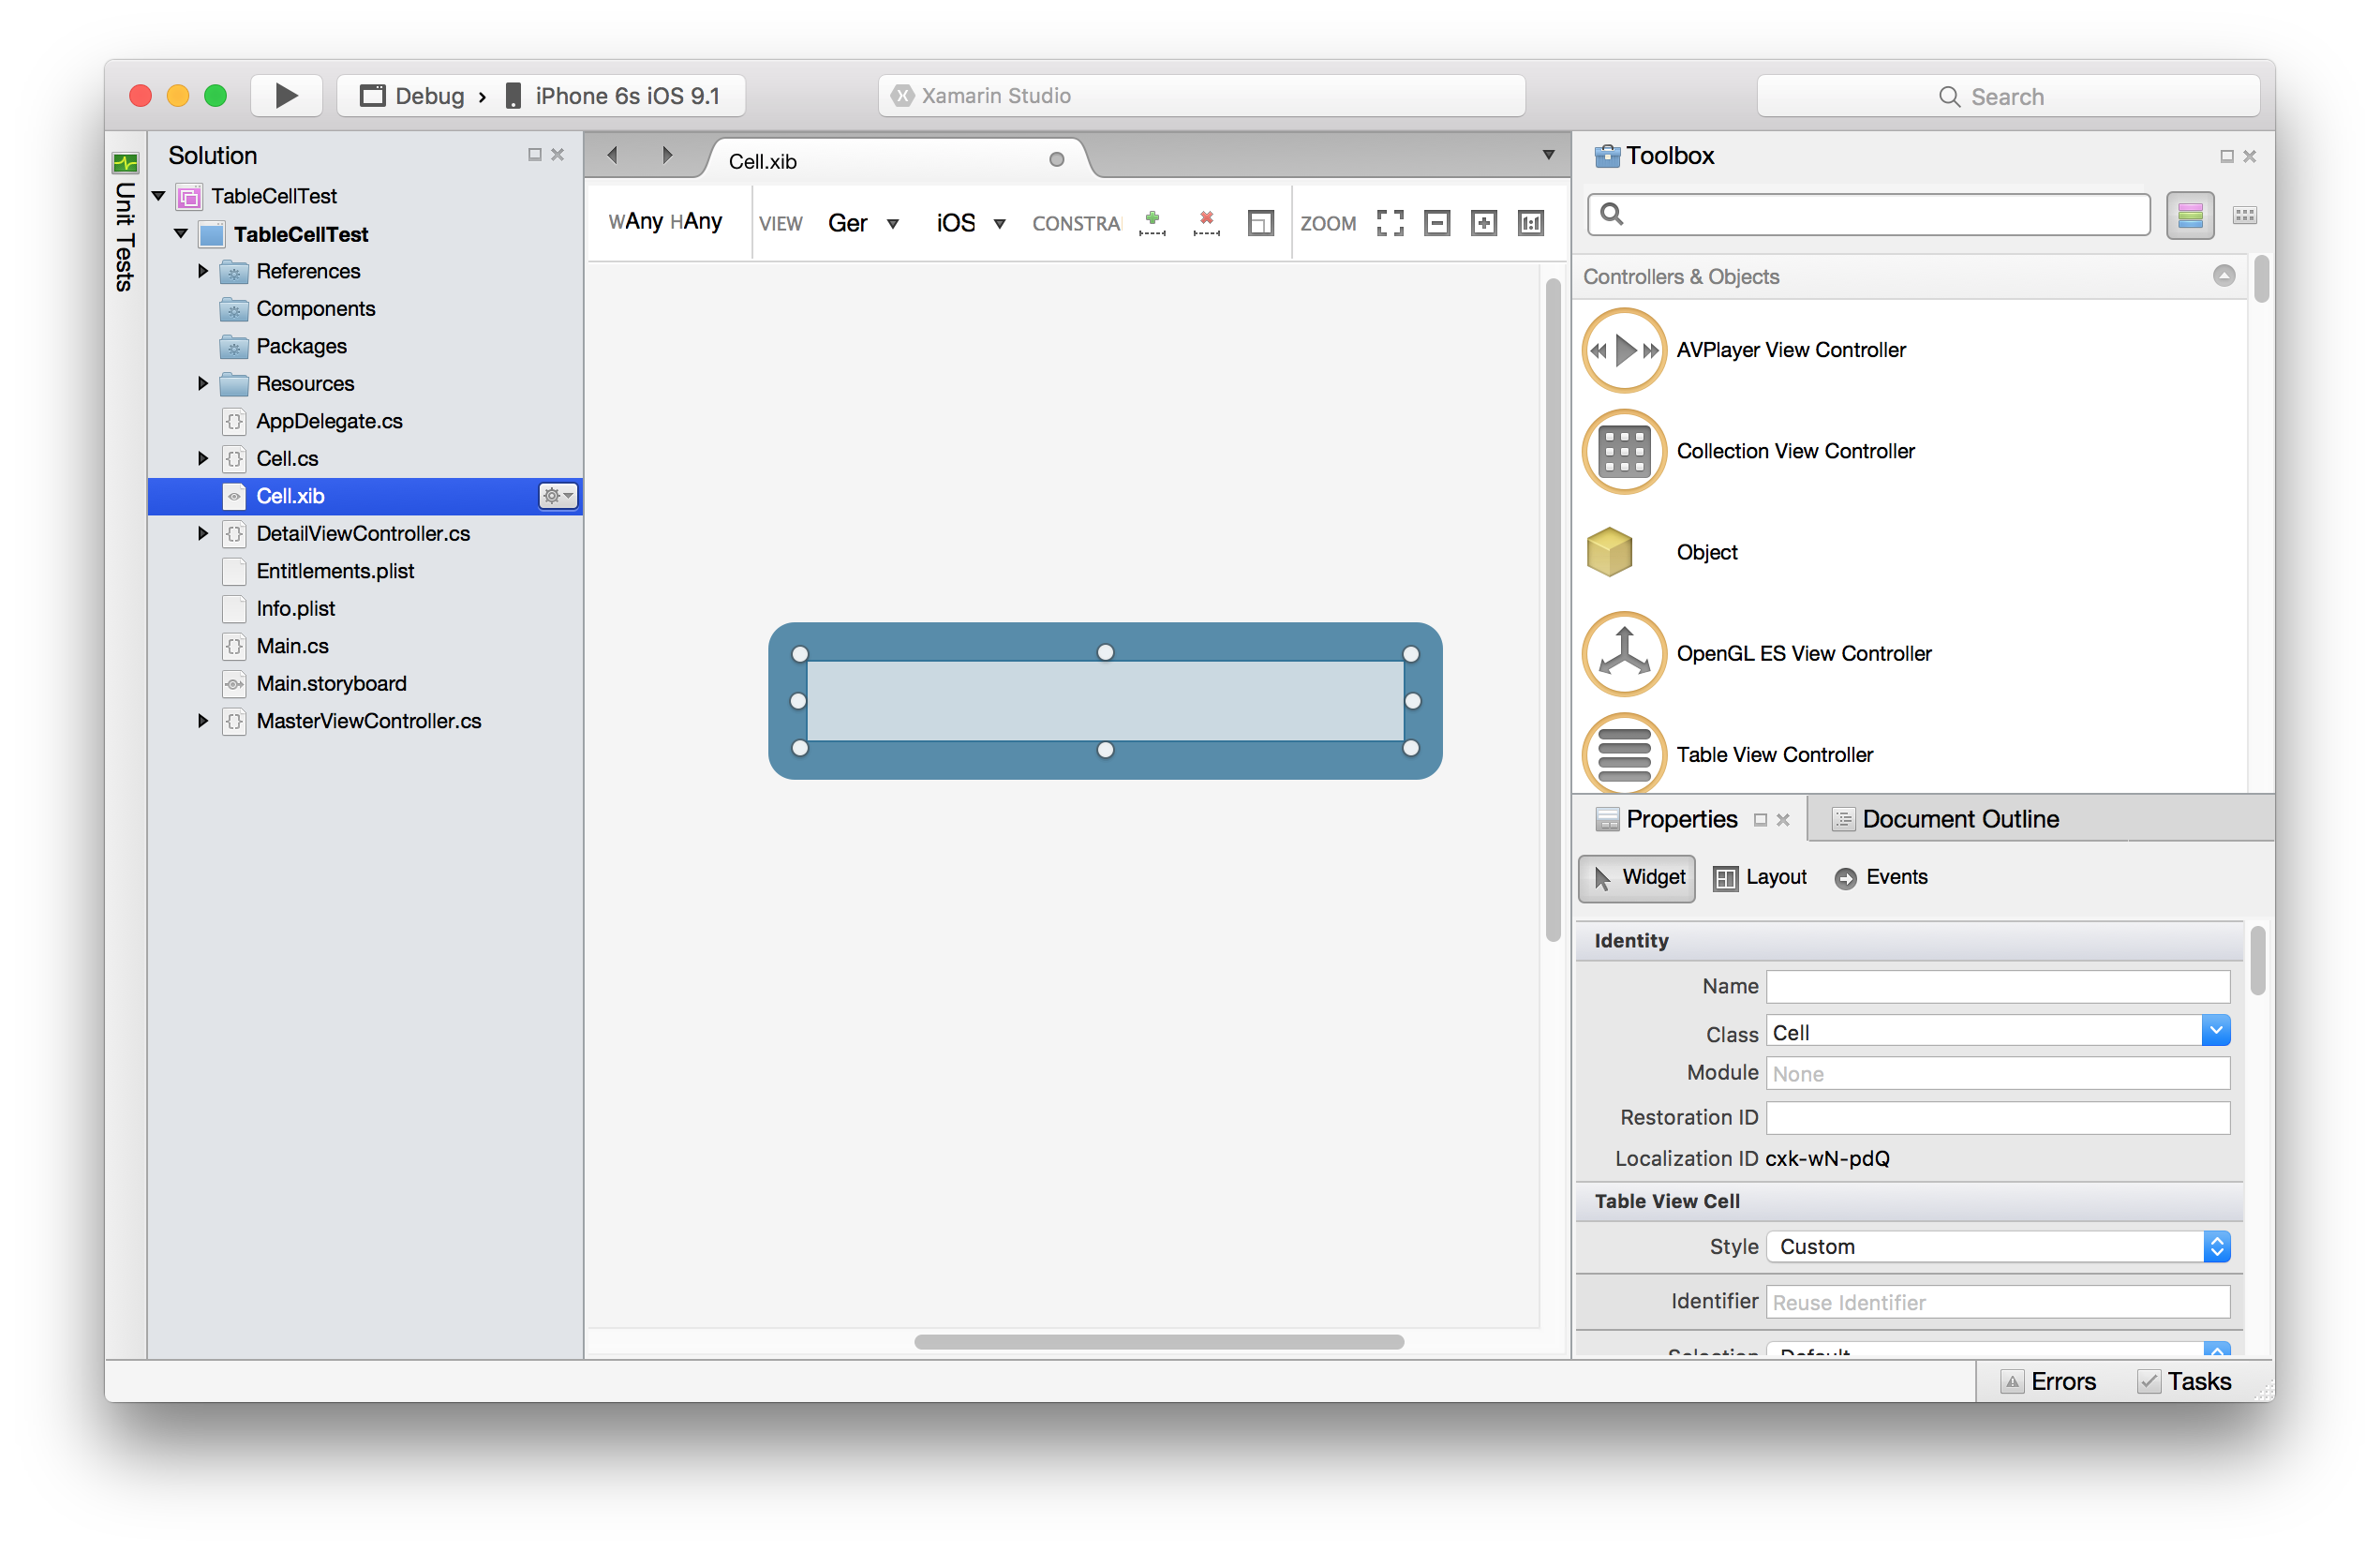 Debug › iPhone 6s iOS 9.1
Xamarin Studio
Search
Unit Tests
Solution
TableCellTest
TableCellTest
References
Components
Packages
Resources
AppDelegate.cs
Cell.cs
Cell.xib
DetailViewController.cs
Entitlements.plist
Info.plist
Main.cs
Main.storyboard
MasterViewController.cs
Cell.xib
wAny hAny VIEW Ger iOS CONSTRA ZOOM 1:1
Toolbox
Controllers & Objects
AVPlayer View Controller
Collection View Controller
Object
OpenGL ES View Controller
Table View Controller
Properties
Document Outline
Widget Layout Events
Identity
Name
Class Cell
Module None
Restoration ID
Localization ID cxk-wN-pdQ
Table View Cell
Style Custom
Identifier Reuse Identifier
Selection Default
Errors Tasks